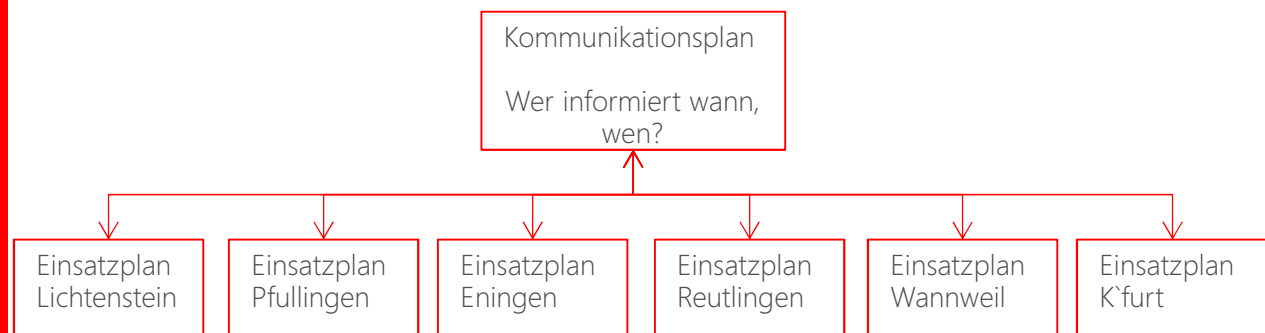 Kommunikationsplan
Wer informiert wann,
wen?
Einsatzplan
Lichtenstein
Einsatzplan
Pfullingen
Einsatzplan
Eningen
Einsatzplan
Reutlingen
Einsatzplan
Wannweil
Einsatzplan
K`furt